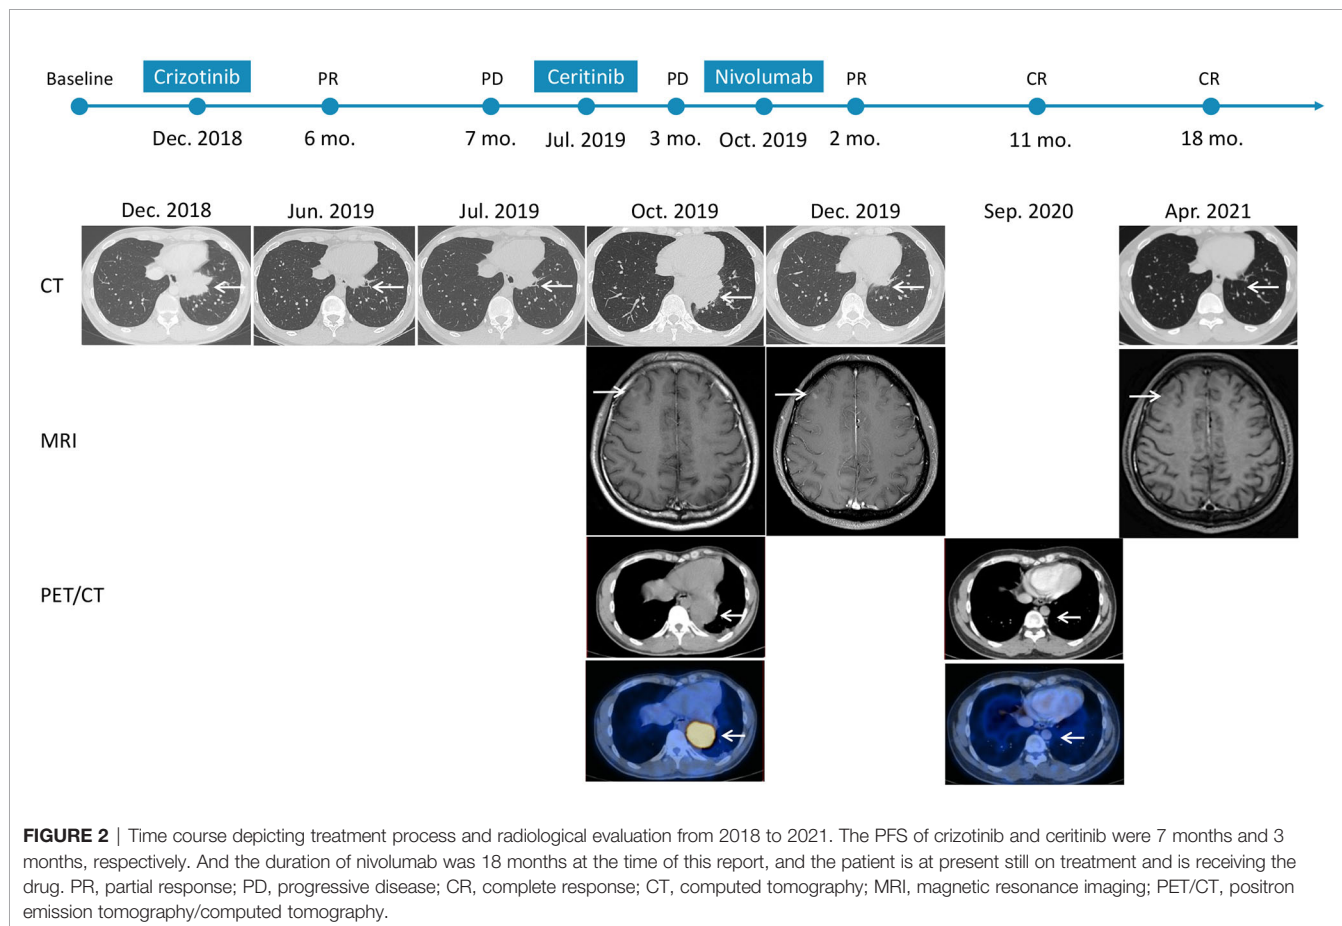 Baseline Crizotinib PR PD Ceritinib PD Nivolumab PR CR CR
Dec. 2018 6 mo. 7 mo. Jul. 2019 3 mo. Oct. 2019 2 mo. 11 mo. 18 mo.
Dec. 2018 Jun. 2019 Jul. 2019 Oct. 2019 Dec. 2019 Sep. 2020 Apr. 2021
CT
MRI
PET/CT
FIGURE 2 | Time course depicting treatment process and radiological evaluation from 2018 to 2021. The PFS of crizotinib and ceritinib were 7 months and 3
months, respectively. And the duration of nivolumab was 18 months at the time of this report, and the patient is at present still on treatment and is receiving the
drug. PR, partial response; PD, progressive disease; CR, complete response; CT, computed tomography; MRI, magnetic resonance imaging; PET/CT, positron
emission tomography/computed tomography.